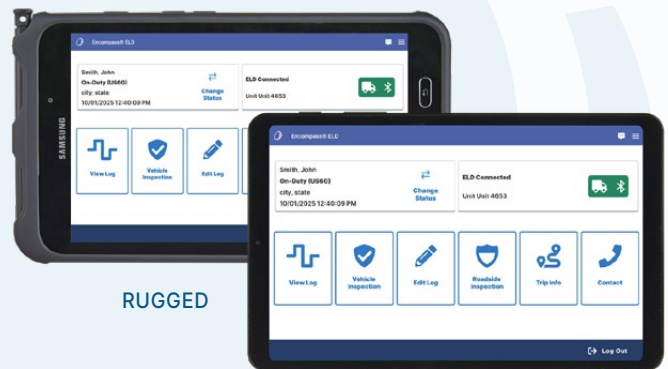 SAMSUNG
Encompass® ELD
Smith, John
On-Duty (US60)
city, state
10/01/2025 12:40:09 PM
Change
Status
ELD Connected
Unit Unit 4653
View Log
Vehicle
Inspection
Edit Log
RUGGED
Encompass® ELD
Smith, John
On-Duty (US60)
city, state
10/01/2025 12:40:09 PM
Change
Status
ELD Connected
Unit Unit 4653
View Log
Vehicle
Inspection
Edit Log
Roadside
Inspection
Trip Info
Contact
Log Out